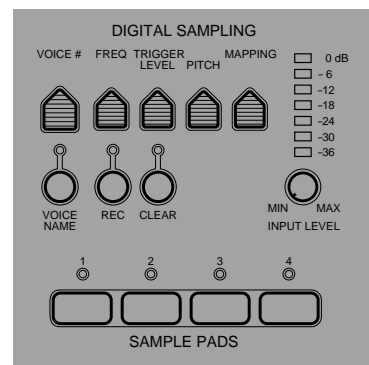 DIGITAL SAMPLING
VOICE # FREQ TRIGGER LEVEL PITCH MAPPING
0 dB
– 6
–12
–18
–24
–30
–36
VOICE NAME REC CLEAR
MIN MAX
INPUT LEVEL
1 2 3 4
SAMPLE PADS